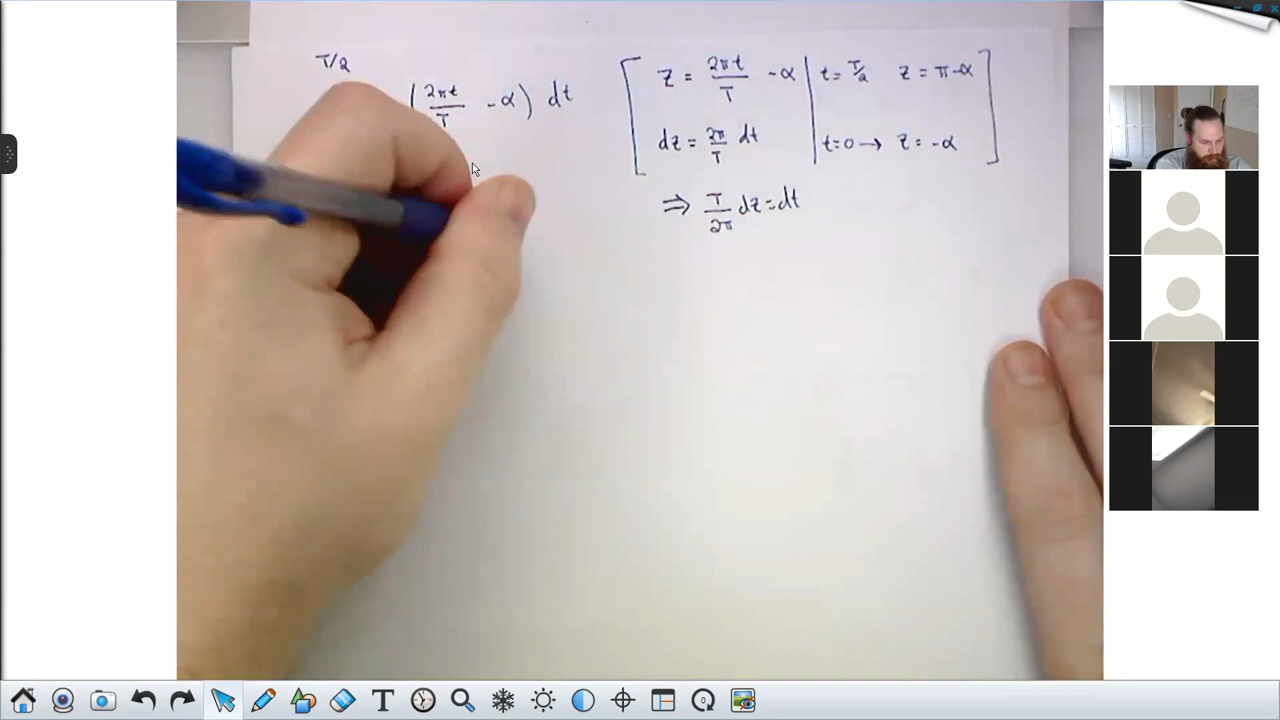 T/2
(2πt/T - α) dt
[ z = 2πt/T - α | t = T/2 z = π-α ]
dz = 2π/T dt | t=0 → z = -α
⇒ T/2π dz = dt